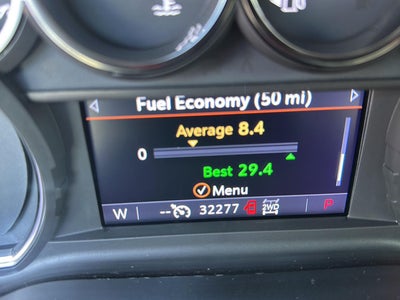 Fuel Economy (50 mi)
Average 8.4
0
Best 29.4
Menu
W -- 32277 2WD P